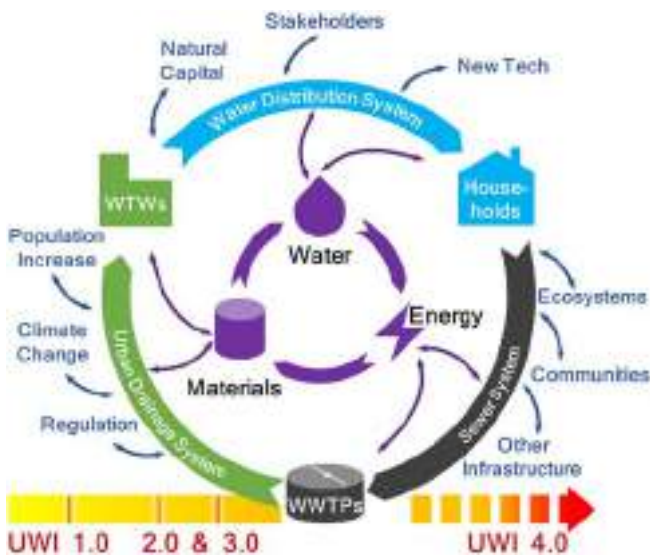 Stakeholders
Natural
Capital
New Tech
Water Distribution System
WTWs
House-
holds
Population
Increase
Water
Ecosystems
Energy
Climate
Change
Materials
Communities
Urban Drainage System
Sewer System
Regulation
Other
Infrastructure
WWTPs
UWI 1.0
2.0 & 3.0
UWI 4.0